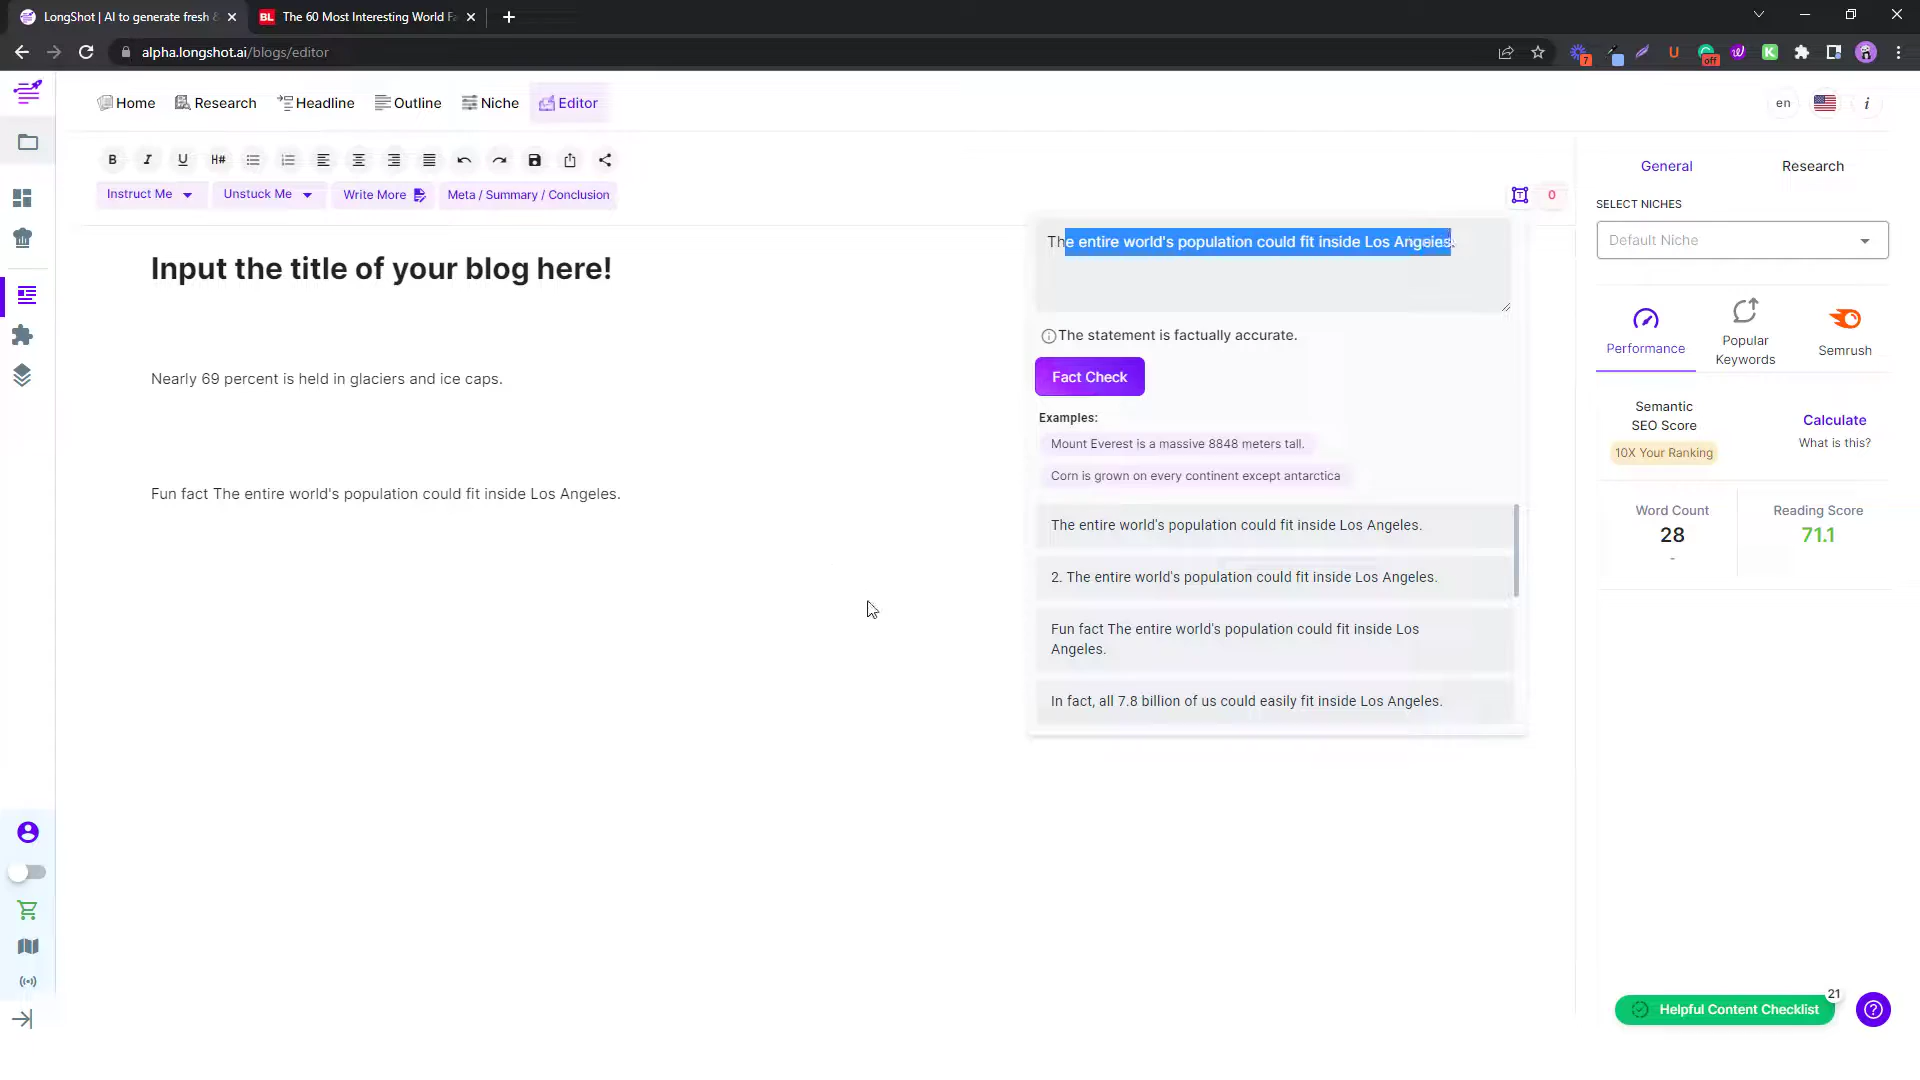 LongShot | AI to generate fresh &
The 60 Most Interesting World Fa
alpha.longshot.ai/blogs/editor
7
off
Home
Research
Headline
Outline
Niche
Editor
en
i
B
I
U
H#
Instruct Me
Unstuck Me
Write More
Meta / Summary / Conclusion
0
Input the title of your blog here!
Nearly 69 percent is held in glaciers and ice caps.
Fun fact The entire world's population could fit inside Los Angeles.
The entire world's population could fit inside Los Angeles.
The statement is factually accurate.
Fact Check
Examples:
Mount Everest is a massive 8848 meters tall.
Corn is grown on every continent except antarctica
The entire world's population could fit inside Los Angeles.
2. The entire world's population could fit inside Los Angeles.
Fun fact The entire world's population could fit inside Los
Angeles.
In fact, all 7.8 billion of us could easily fit inside Los Angeles.
General
Research
SELECT NICHES
Default Niche
Performance
Popular
Keywords
Semrush
Semantic
SEO Score
10X Your Ranking
Calculate
What is this?
Word Count
28
-
Reading Score
71.1
21
Helpful Content Checklist